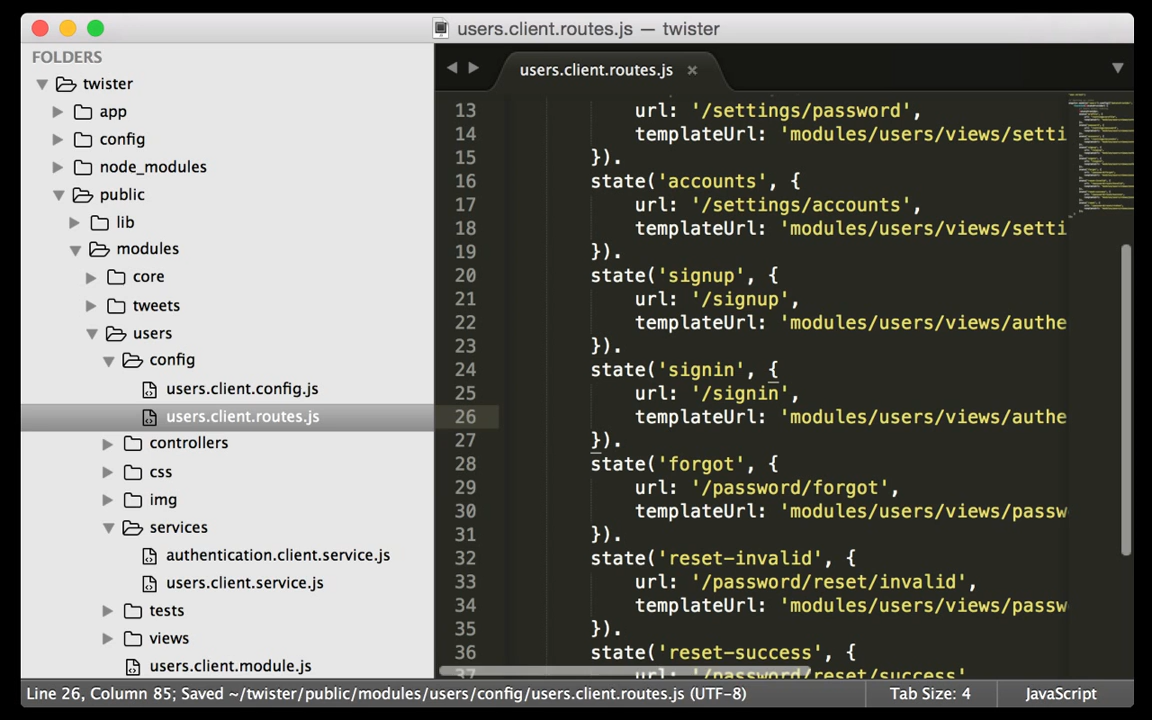 users.client.routes.js — twister
FOLDERS
twister
app
config
node_modules
public
lib
modules
core
tweets
users
config
users.client.config.js
users.client.routes.js
controllers
css
img
services
authentication.client.service.js
users.client.service.js
tests
views
users.client.module.js
users.client.routes.js ×
13 url: '/settings/password',
14 templateUrl: 'modules/users/views/setti
15 }).
16 state('accounts', {
17 url: '/settings/accounts',
18 templateUrl: 'modules/users/views/setti
19 }).
20 state('signup', {
21 url: '/signup',
22 templateUrl: 'modules/users/views/authe
23 }).
24 state('signin', {
25 url: '/signin',
26 templateUrl: 'modules/users/views/authe
27 }).
28 state('forgot', {
29 url: '/password/forgot',
30 templateUrl: 'modules/users/views/passw
31 }).
32 state('reset-invalid', {
33 url: '/password/reset/invalid',
34 templateUrl: 'modules/users/views/passw
35 }).
36 state('reset-success', {
37 url: '/password/reset/success'
Line 26, Column 85; Saved ~/twister/public/modules/users/config/users.client.routes.js (UTF-8)
Tab Size: 4
JavaScript